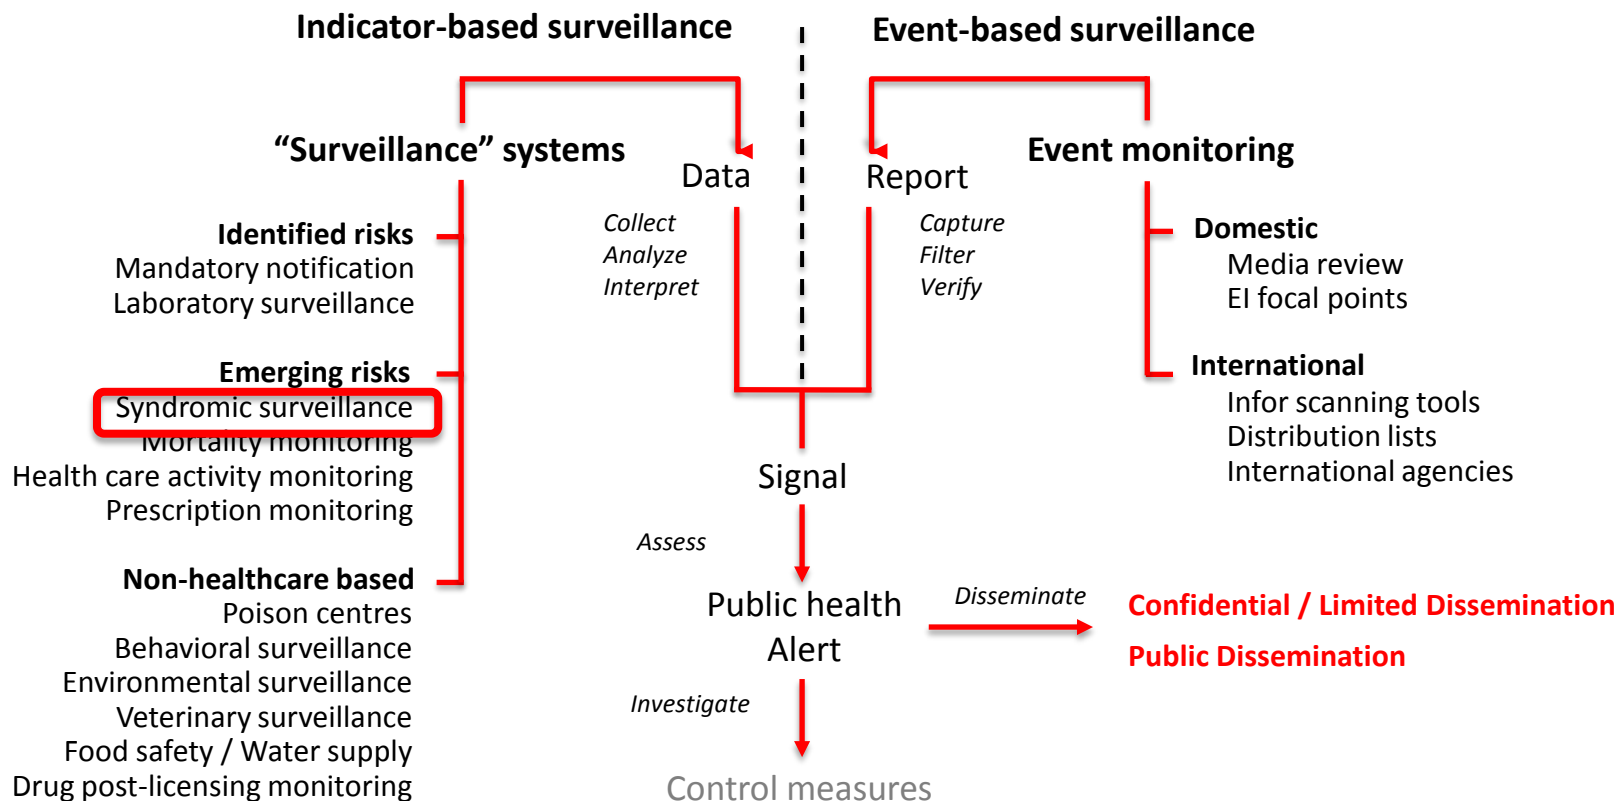 Indicator-based surveillance
Event-based surveillance
“Surveillance” systems
Data
Collect
Analyze
Interpret
Identified risks
Mandatory notification
Laboratory surveillance
Emerging risks
Syndromic surveillance
Mortality monitoring
Health care activity monitoring
Prescription monitoring
Non-healthcare based
Poison centres
Behavioral surveillance
Environmental surveillance
Veterinary surveillance
Food safety / Water supply
Drug post-licensing monitoring
Report
Capture
Filter
Verify
Event monitoring
Domestic
Media review
EI focal points
International
Infor scanning tools
Distribution lists
International agencies
Signal
Assess
Public health
Alert
Disseminate
Confidential / Limited Dissemination
Public Dissemination
Investigate
Control measures